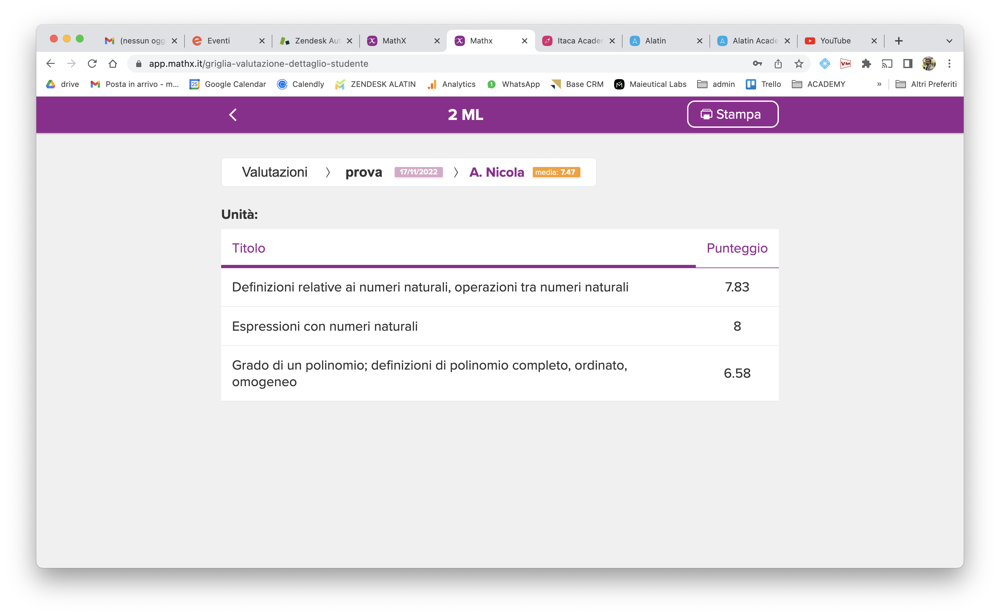 (nessun ogg
Eventi
Zendesk Aut
MathX
Mathx
Itaca Acader
Alatin
Alatin Acade
YouTube
app.mathx.it/griglia-valutazione-dettaglio-studente
VM
drive
Posta in arrivo - m...
25
Google Calendar
Calendly
ZENDESK ALATIN
Analytics
1
WhatsApp
Base CRM
Maieutical Labs
admin
Trello
ACADEMY
»
Altri Preferiti
2 ML
Stampa
Valutazioni 〉 prova 17/11/2022 〉 A. Nicola media: 7.47
Unità:
Titolo Punteggio
Definizioni relative ai numeri naturali, operazioni tra numeri naturali 7.83
Espressioni con numeri naturali 8
Grado di un polinomio; definizioni di polinomio completo, ordinato,
omogeneo
6.58